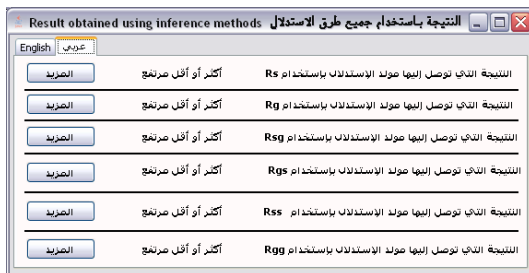 Result obtained using inference methods النتيجة باستخدام جميع طرق الاستدلال
English عربي
النتيجة التي توصل إليها مولد الإستدلال بإستخدام Rs أكثر أو أقل مرتفع المزيد
النتيجة التي توصل إليها مولد الإستدلال بإستخدام Rg أكثر أو أقل مرتفع المزيد
النتيجة التي توصل إليها مولد الإستدلال بإستخدام Rsg أكثر أو أقل مرتفع المزيد
النتيجة التي توصل إليها مولد الإستدلال بإستخدام Rgs أكثر أو أقل مرتفع المزيد
النتيجة التي توصل إليها مولد الإستدلال بإستخدام Rss أكثر أو أقل مرتفع المزيد
النتيجة التي توصل إليها مولد الإستدلال بإستخدام Rgg أكثر أو أقل مرتفع المزيد